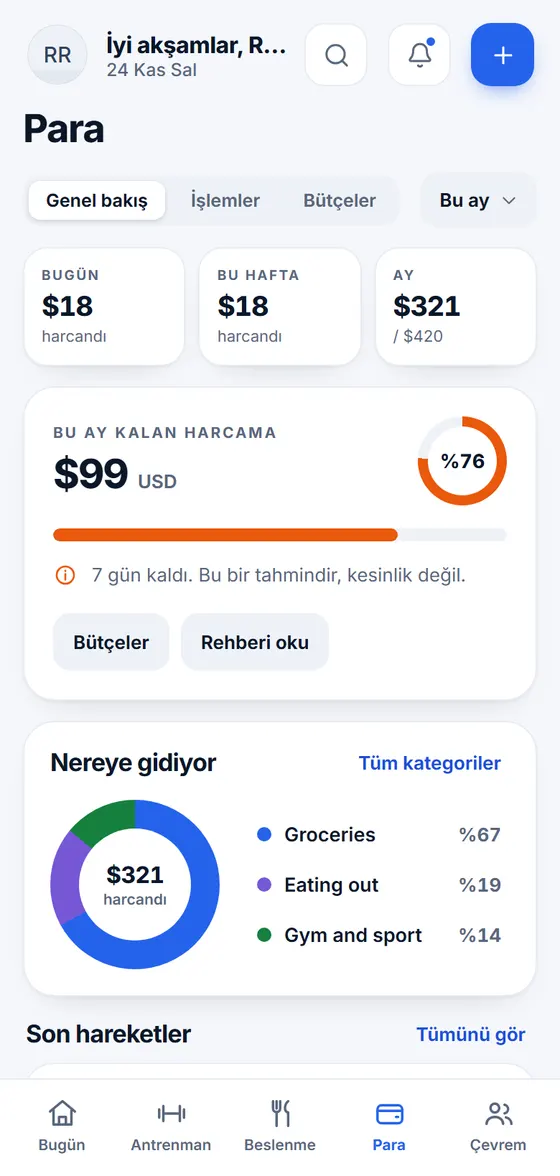 RR
İyi akşamlar, R...
24 Kas Sal
Para
Genel bakış İşlemler Bütçeler Bu ay
BUGÜN
$18
harcandı
BU HAFTA
$18
harcandı
AY
$321
/ $420
BU AY KALAN HARCAMA
$99 USD
%76
7 gün kaldı. Bu bir tahmindir, kesinlik değil.
Bütçeler Rehberi oku
Nereye gidiyor Tüm kategoriler
$321
harcandı
Groceries %67
Eating out %19
Gym and sport %14
Son hareketler Tümünü gör
Bugün Antrenman Beslenme Para Çevrem